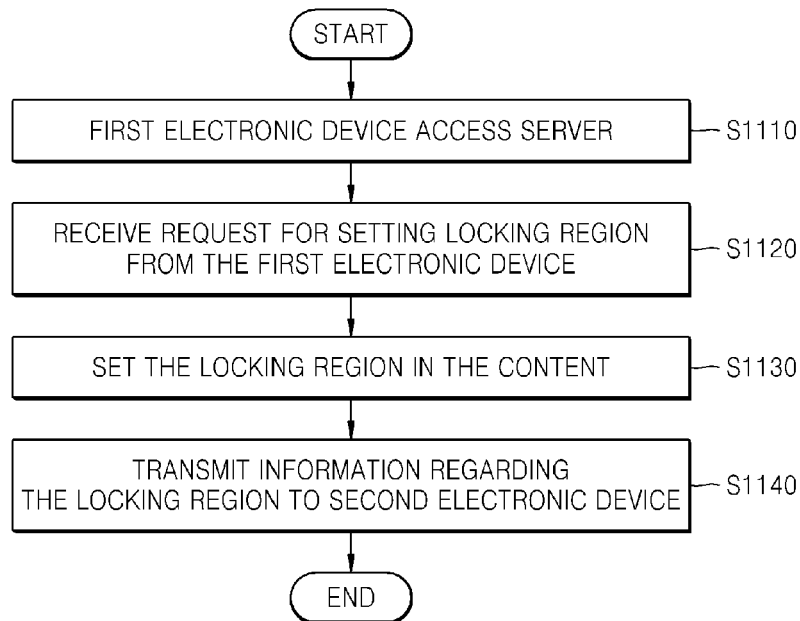 START
FIRST ELECTRONIC DEVICE ACCESS SERVER
S1110
RECEIVE REQUEST FOR SETTING LOCKING REGION
FROM THE FIRST ELECTRONIC DEVICE
S1120
SET THE LOCKING REGION IN THE CONTENT
S1130
TRANSMIT INFORMATION REGARDING
THE LOCKING REGION TO SECOND ELECTRONIC DEVICE
S1140
END